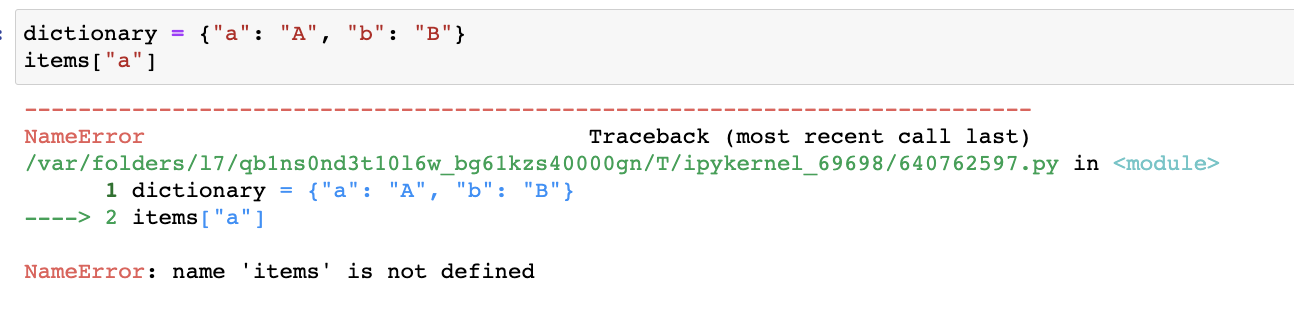 dictionary = {"a": "A", "b": "B"}
items["a"]
---------------------------------------------------------------------------
NameError                                 Traceback (most recent call last)
/var/folders/l7/qb1ns0nd3t10l6w_bg61kzs40000gn/T/ipykernel_69698/640762597.py in <module>
      1 dictionary = {"a": "A", "b": "B"}
----> 2 items["a"]
NameError: name 'items' is not defined